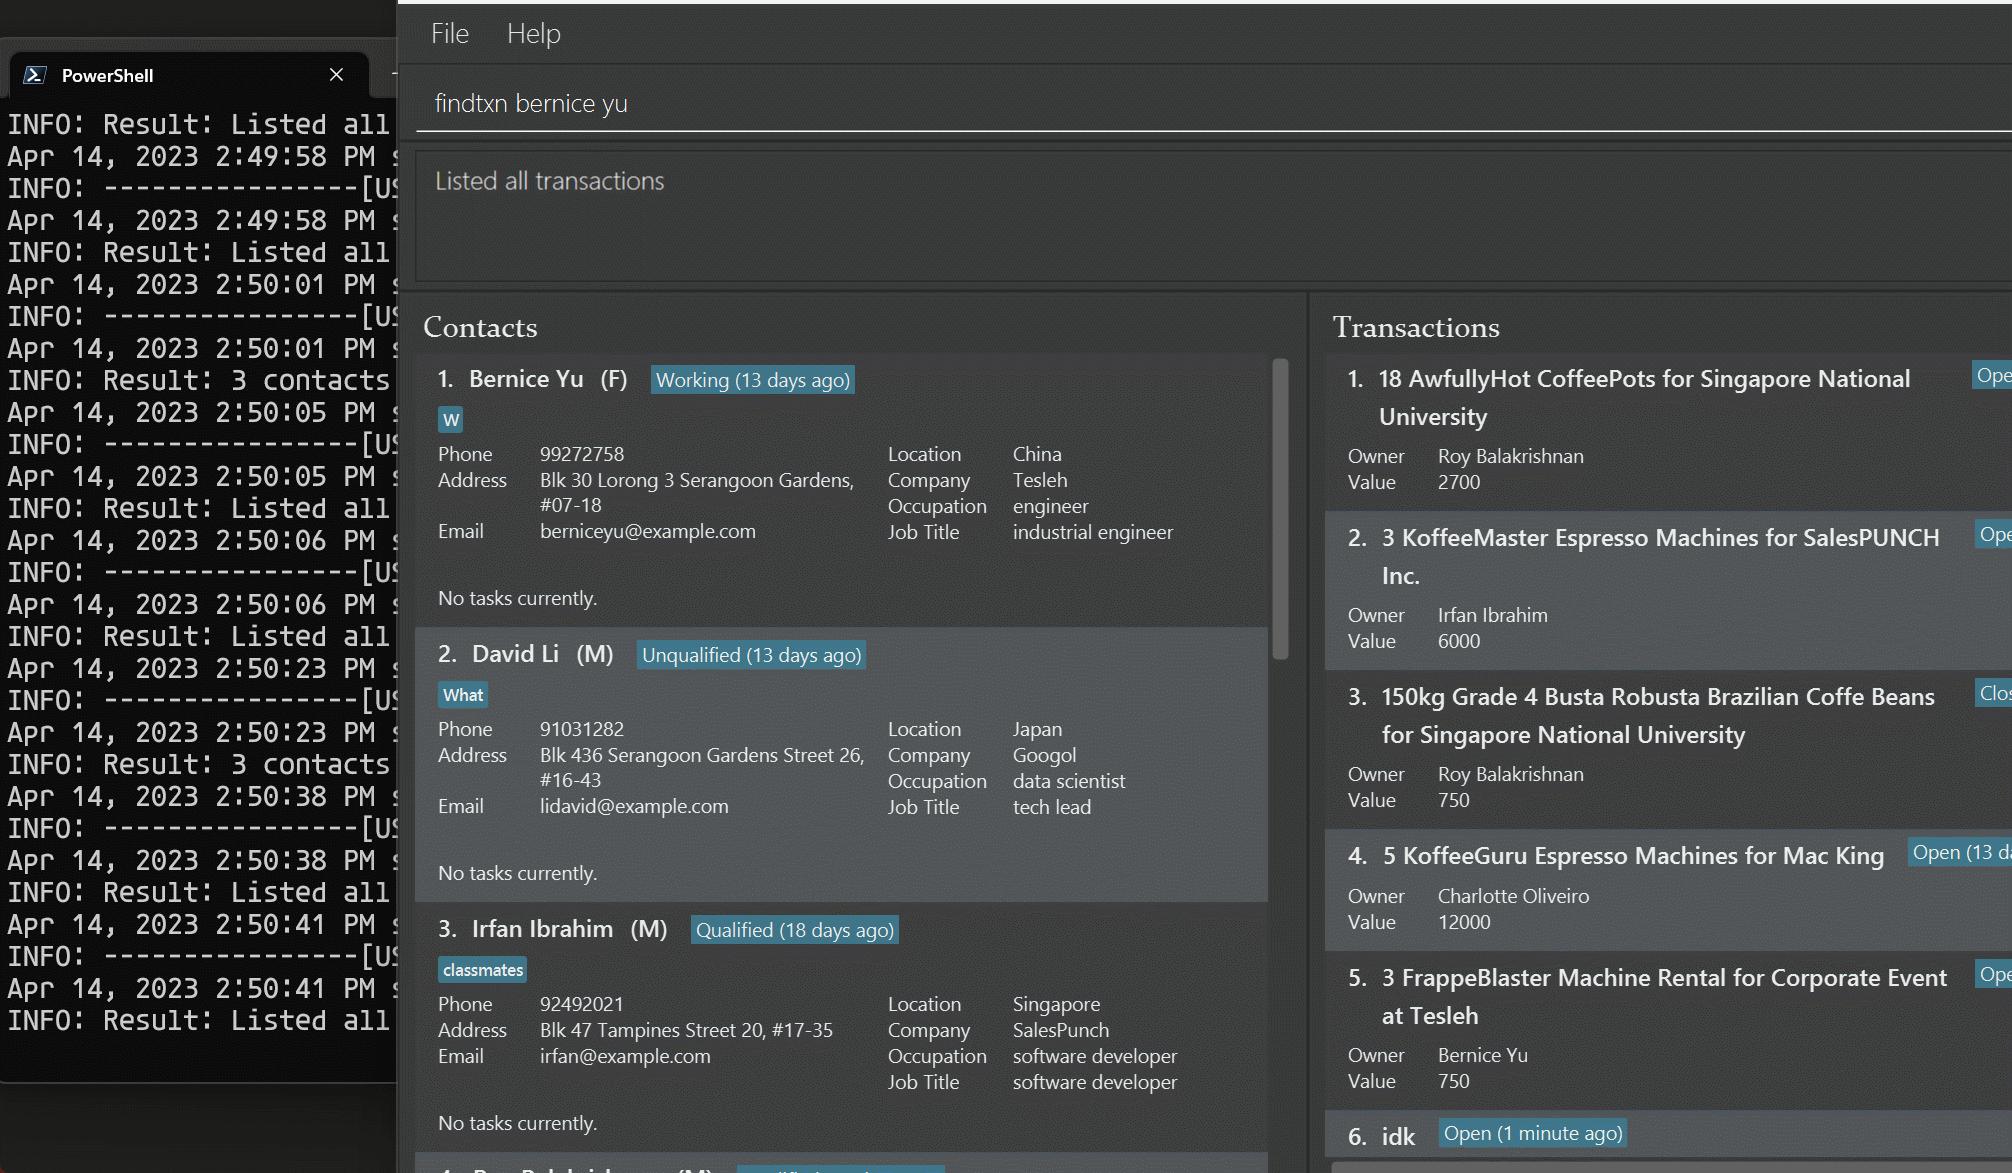 PowerShell
INFO: Result: Listed all
Apr 14, 2023 2:49:58 PM s
INFO: ----------------[US
Apr 14, 2023 2:49:58 PM s
INFO: Result: Listed all
Apr 14, 2023 2:50:01 PM s
INFO: ----------------[US
Apr 14, 2023 2:50:01 PM s
INFO: Result: 3 contacts
Apr 14, 2023 2:50:05 PM s
INFO: ----------------[US
Apr 14, 2023 2:50:05 PM s
INFO: Result: Listed all
Apr 14, 2023 2:50:06 PM s
INFO: ----------------[US
Apr 14, 2023 2:50:06 PM s
INFO: Result: Listed all
Apr 14, 2023 2:50:23 PM s
INFO: ----------------[US
Apr 14, 2023 2:50:23 PM s
INFO: Result: 3 contacts
Apr 14, 2023 2:50:38 PM s
INFO: ----------------[US
Apr 14, 2023 2:50:38 PM s
INFO: Result: Listed all
Apr 14, 2023 2:50:41 PM s
INFO: ----------------[US
Apr 14, 2023 2:50:41 PM s
INFO: Result: Listed all
File Help
findtxn bernice yu
Listed all transactions
Contacts
1. Bernice Yu (F) Working (13 days ago)
W
Phone 99272758
Address Blk 30 Lorong 3 Serangoon Gardens,
#07-18
Email berniceyu@example.com
Location China
Company Tesleh
Occupation engineer
Job Title industrial engineer
No tasks currently.
2. David Li (M) Unqualified (13 days ago)
What
Phone 91031282
Address Blk 436 Serangoon Gardens Street 26,
#16-43
Email lidavid@example.com
Location Japan
Company Googol
Occupation data scientist
Job Title tech lead
No tasks currently.
3. Irfan Ibrahim (M) Qualified (18 days ago)
classmates
Phone 92492021
Address Blk 47 Tampines Street 20, #17-35
Email irfan@example.com
Location Singapore
Company SalesPunch
Occupation software developer
Job Title software developer
No tasks currently.
Transactions
1. 18 AwfullyHot CoffeePots for Singapore National Ope
University
Owner Roy Balakrishnan
Value 2700
2. 3 KoffeeMaster Espresso Machines for SalesPUNCH Ope
Inc.
Owner Irfan Ibrahim
Value 6000
3. 150kg Grade 4 Busta Robusta Brazilian Coffe Beans Clos
for Singapore National University
Owner Roy Balakrishnan
Value 750
4. 5 KoffeeGuru Espresso Machines for Mac King Open (13 da
Owner Charlotte Oliveiro
Value 12000
5. 3 FrappeBlaster Machine Rental for Corporate Event Ope
at Tesleh
Owner Bernice Yu
Value 750
6. idk Open (1 minute ago)